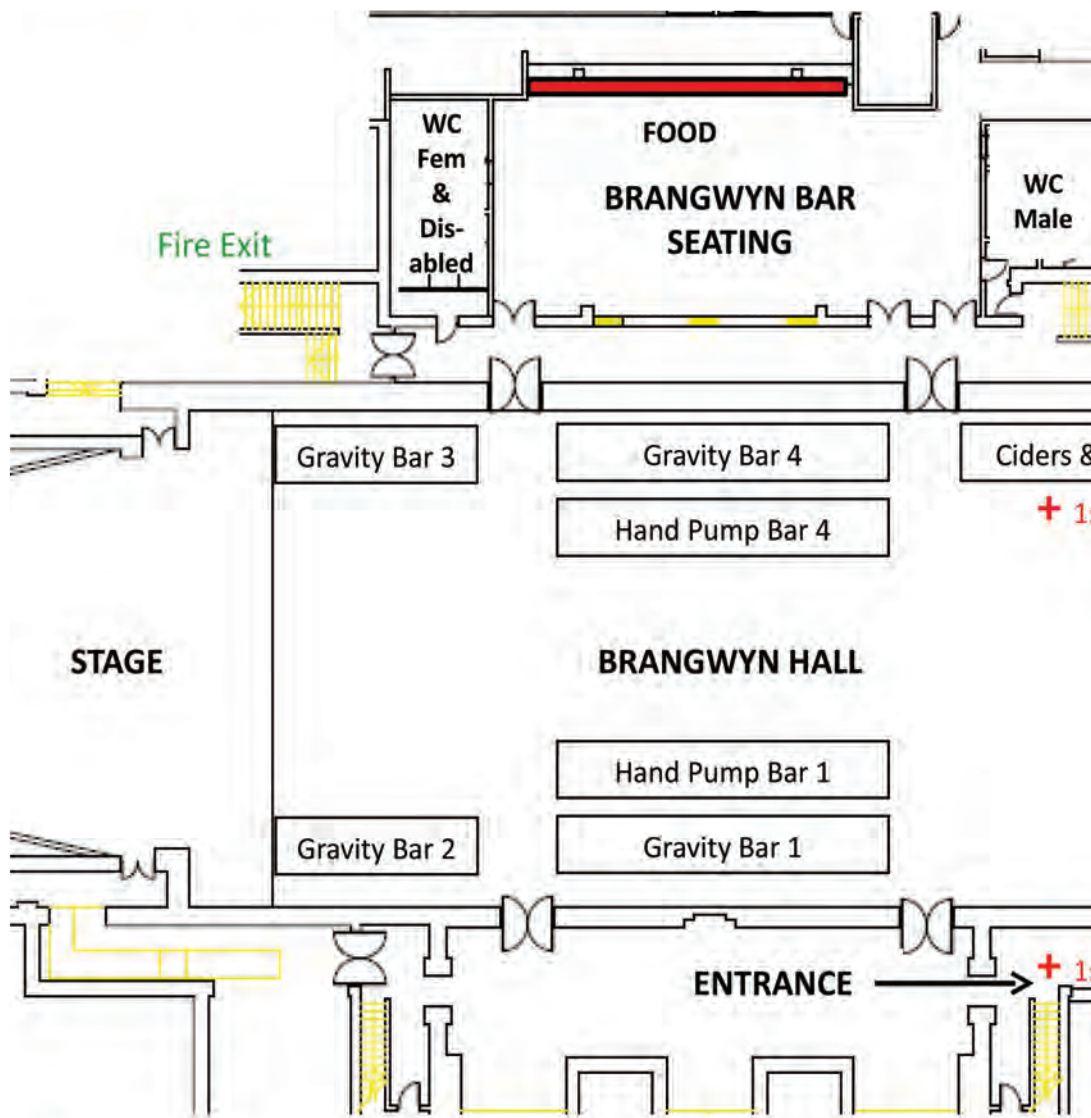 WC
Fem
&
Dis-
abled
FOOD
BRANGWYN BAR
SEATING
WC
Male
Fire Exit
Gravity Bar 3
Gravity Bar 4
Ciders &
Hand Pump Bar 4
STAGE
BRANGWYN HALL
Hand Pump Bar 1
Gravity Bar 2
Gravity Bar 1
ENTRANCE